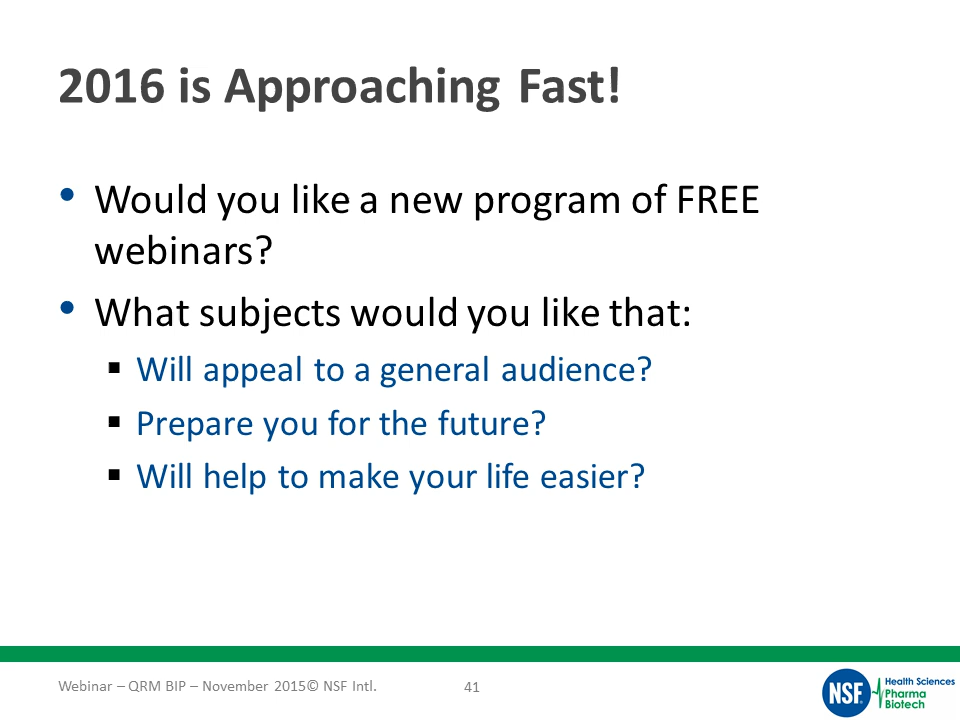 2016 is Approaching Fast!
• Would you like a new program of FREE
webinars?
• What subjects would you like that:
▪ Will appeal to a general audience?
▪ Prepare you for the future?
▪ Will help to make your life easier?
Webinar – QRM BIP – November 2015© NSF Intl.
41
NSF
Health Sciences
Pharma
Biotech